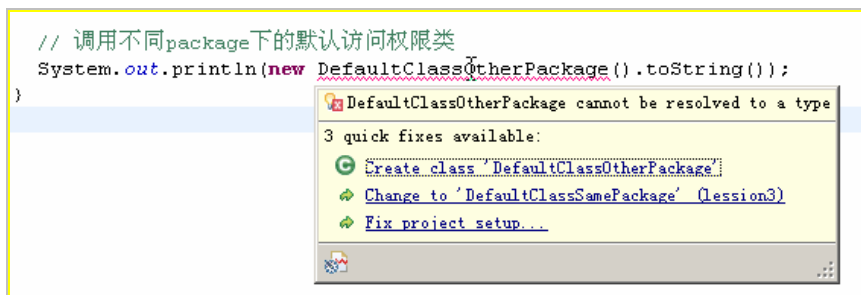 // 调用不同package下的默认访问权限类
System.out.println(new DefaultClassOtherPackage().toString());
}
DefaultClassOtherPackage cannot be resolved to a type
3 quick fixes available:
Create class 'DefaultClassOtherPackage'
Change to 'DefaultClassSamePackage' (lession3)
Fix project setup...